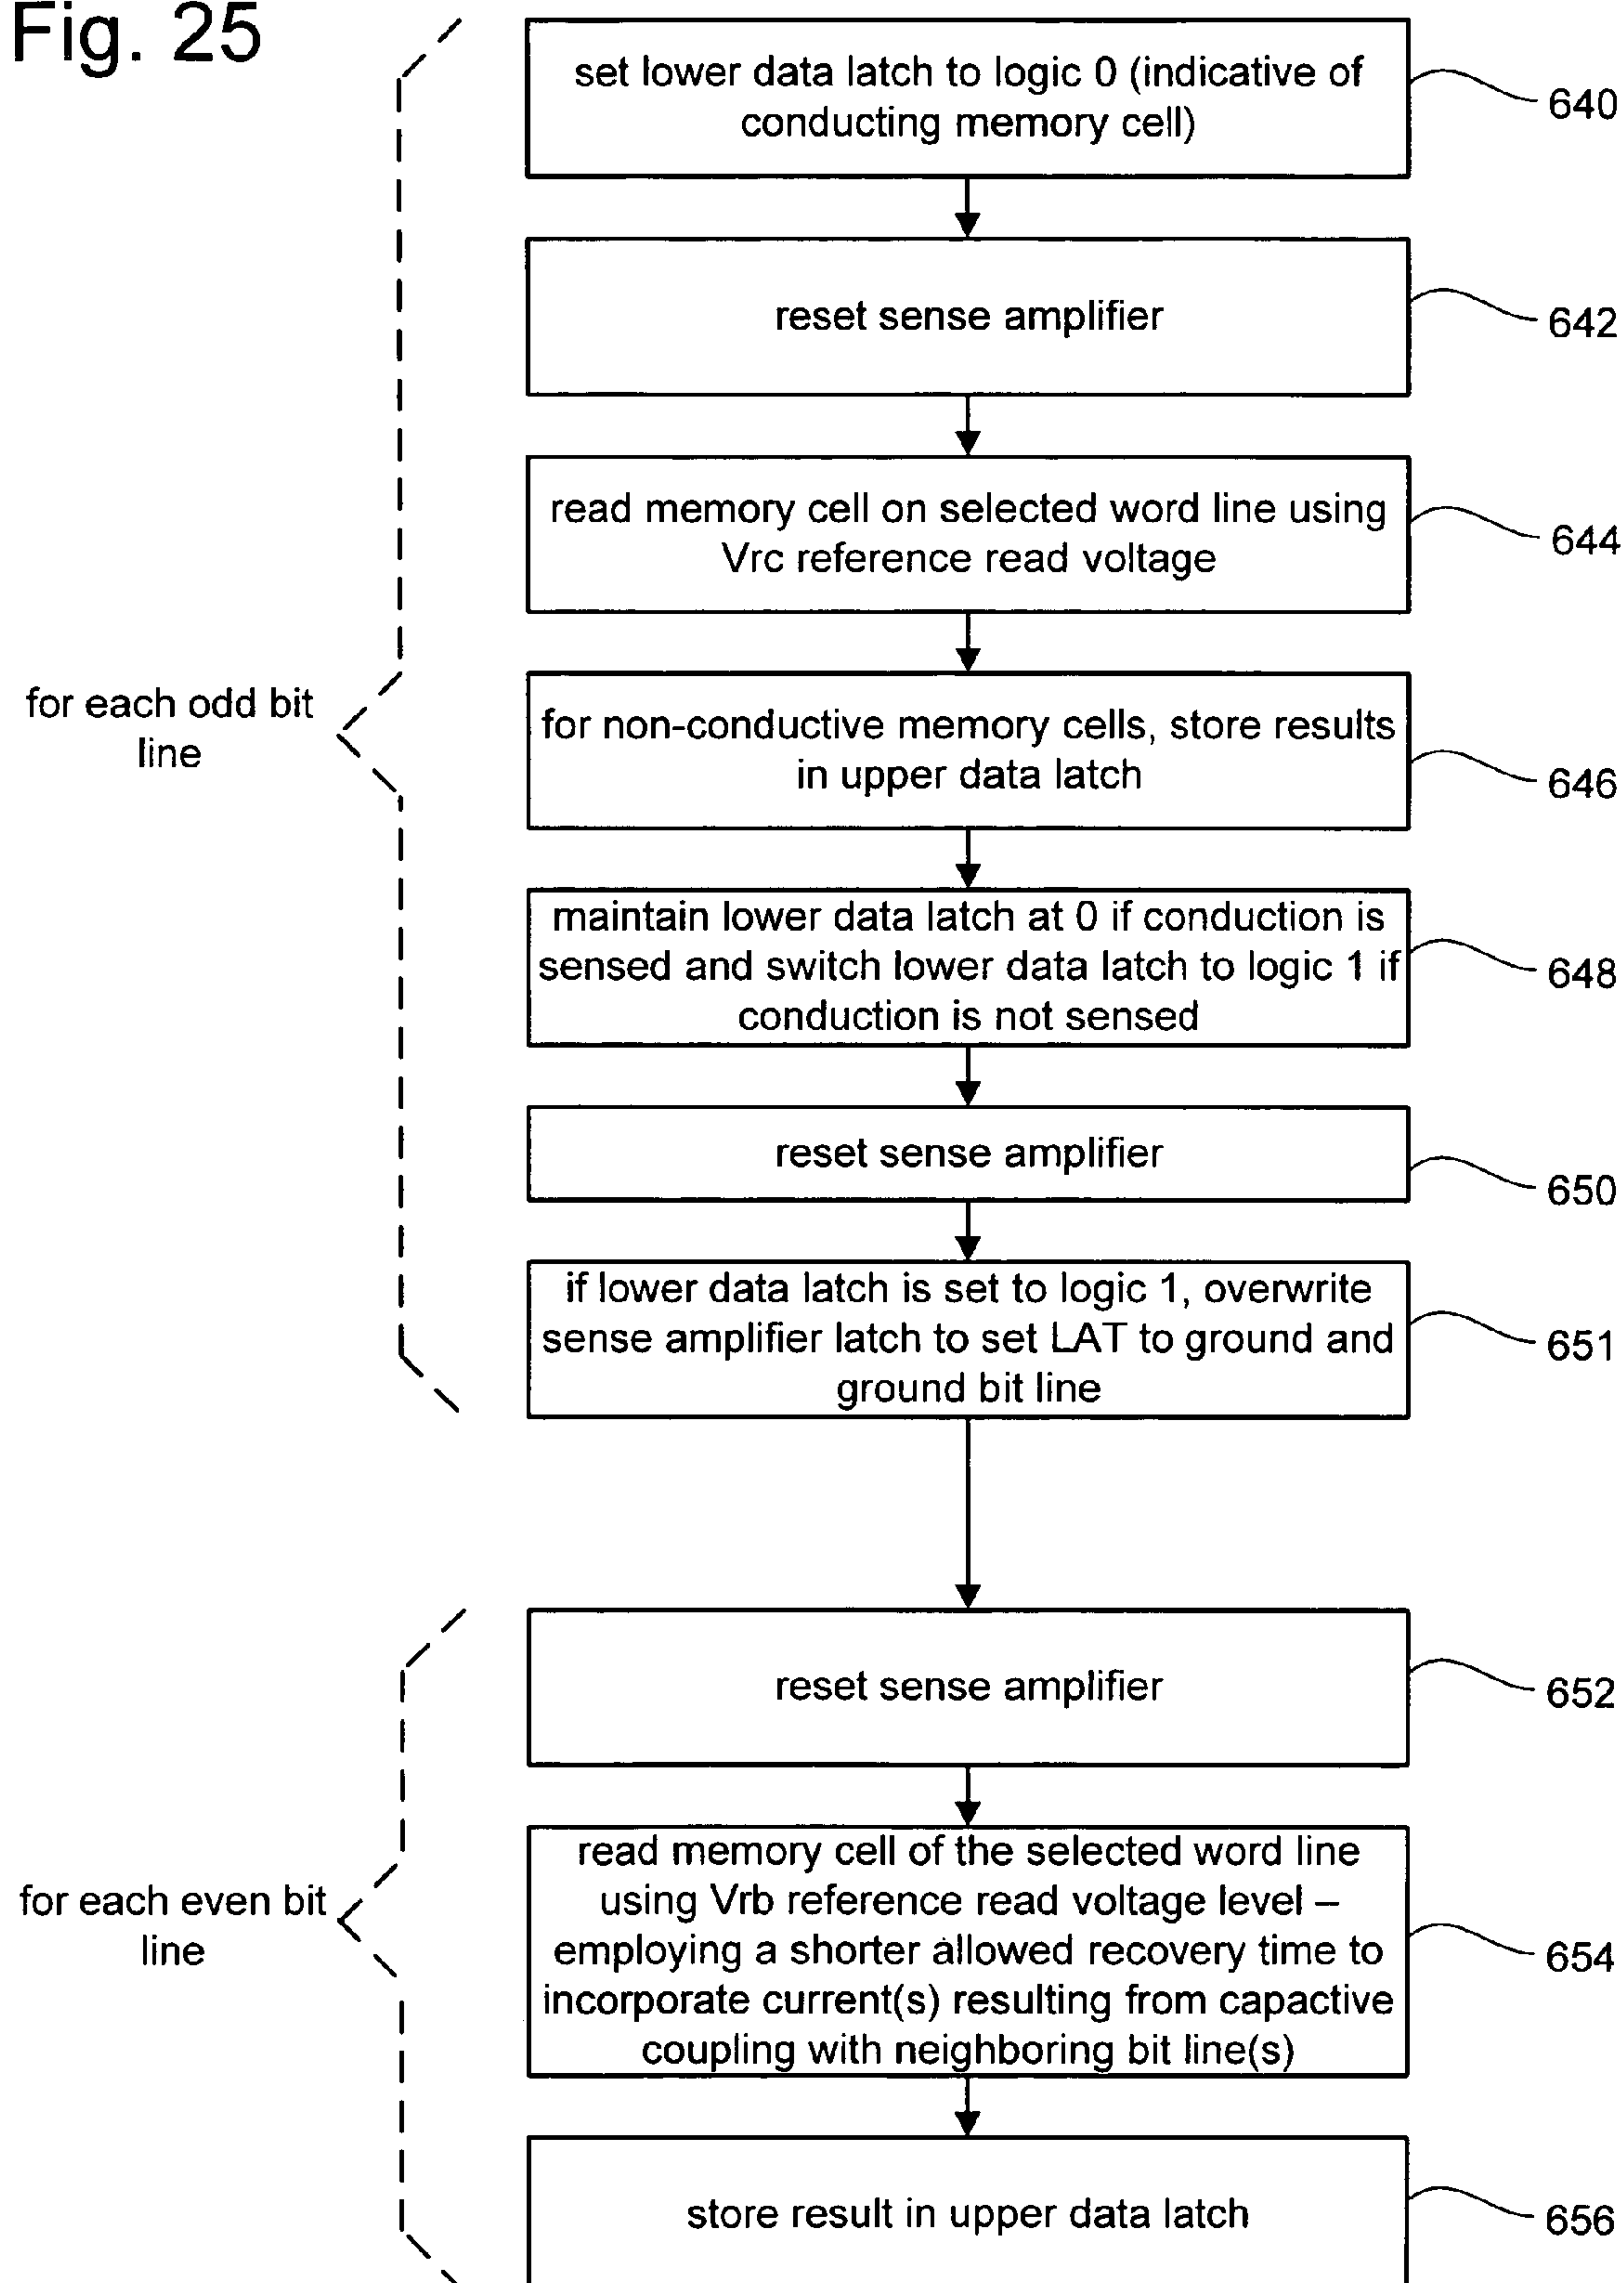 Fig. 25
set lower data latch to logic 0 (indicative of
conducting memory cell)
640
reset sense amplifier
642
read memory cell on selected word line using
Vrc reference read voltage
644
for each odd bit
line
for non-conductive memory cells, store results
in upper data latch
646
maintain lower data latch at 0 if conduction is
sensed and switch lower data latch to logic 1 if
conduction is not sensed
648
reset sense amplifier
650
if lower data latch is set to logic 1, overwrite
sense amplifier latch to set LAT to ground and
ground bit line
651
reset sense amplifier
652
for each even bit
line
read memory cell of the selected word line
using Vrb reference read voltage level –
employing a shorter allowed recovery time to
incorporate current(s) resulting from capactive
coupling with neighboring bit line(s)
654
store result in upper data latch
656